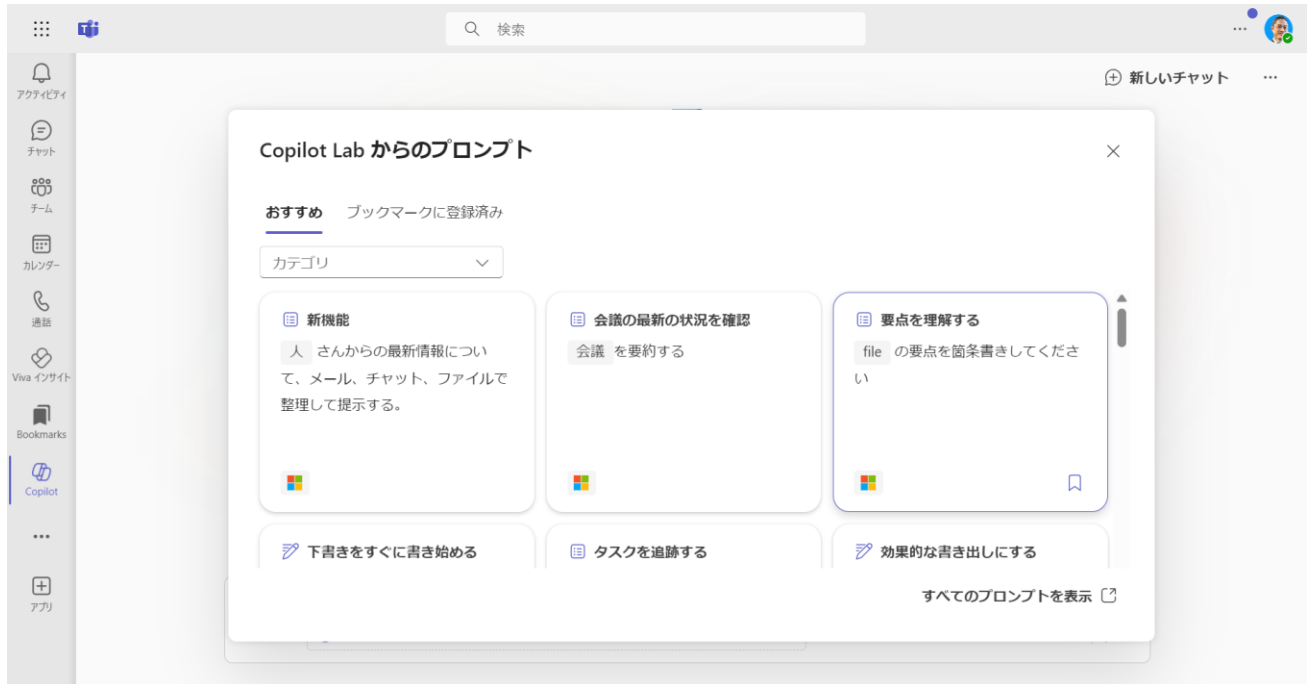 検索
アクティビティ
チャット
チーム
カレンダー
通話
Viva インサイト
Bookmarks
Copilot
アプリ
新しいチャット
Copilot Lab からのプロンプト
おすすめ
ブックマークに登録済み
カテゴリ
新機能
人 さんからの最新情報につい
て、メール、チャット、ファイルで
整理して提示する。
会議の最新の状況を確認
会議 を要約する
要点を理解する
file の要点を箇条書きしてくださ
い
下書きをすぐに書き始める
タスクを追跡する
効果的な書き出しにする
すべてのプロンプトを表示